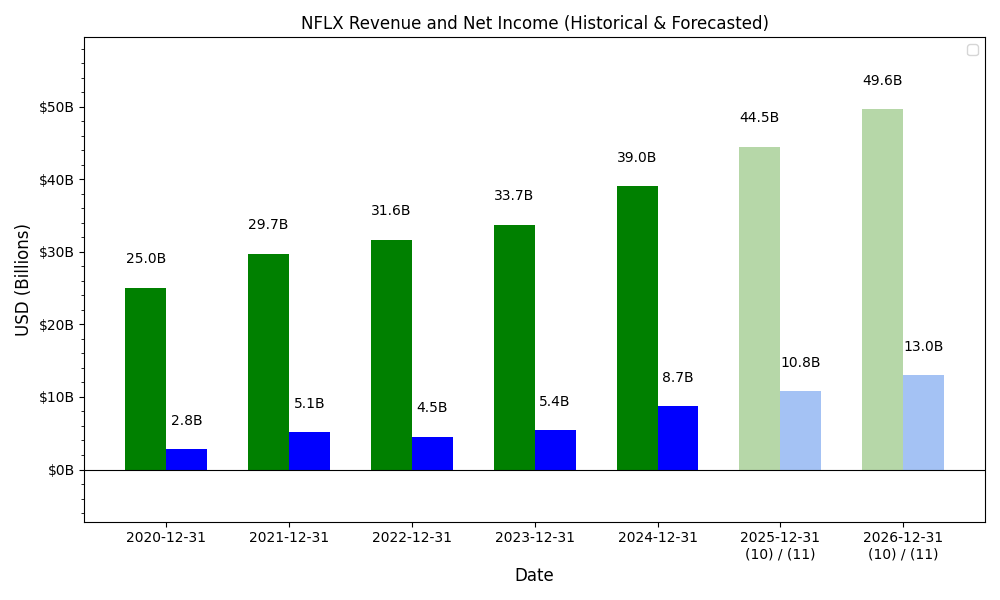 NFLX Revenue and Net Income (Historical & Forecasted)
USD (Billions)
$50B
$40B
$30B
$20B
$10B
$0B
25.0B
2.8B
29.7B
5.1B
31.6B
4.5B
33.7B
5.4B
39.0B
8.7B
44.5B
10.8B
49.6B
13.0B
2020-12-31
2021-12-31
2022-12-31
2023-12-31
2024-12-31
2025-12-31
(10) / (11)
2026-12-31
(10) / (11)
Date